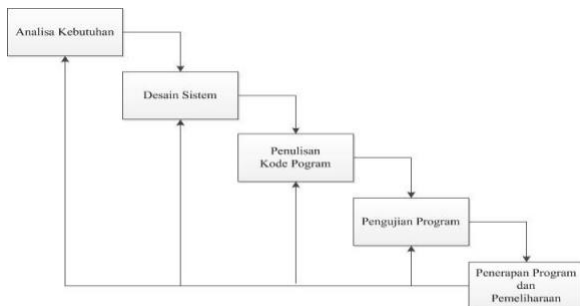 Analisa Kebutuhan
Desain Sistem
Penulisan
Kode Pogram
Pengujian Program
Penerapan Program
dan
Pemeliharaan